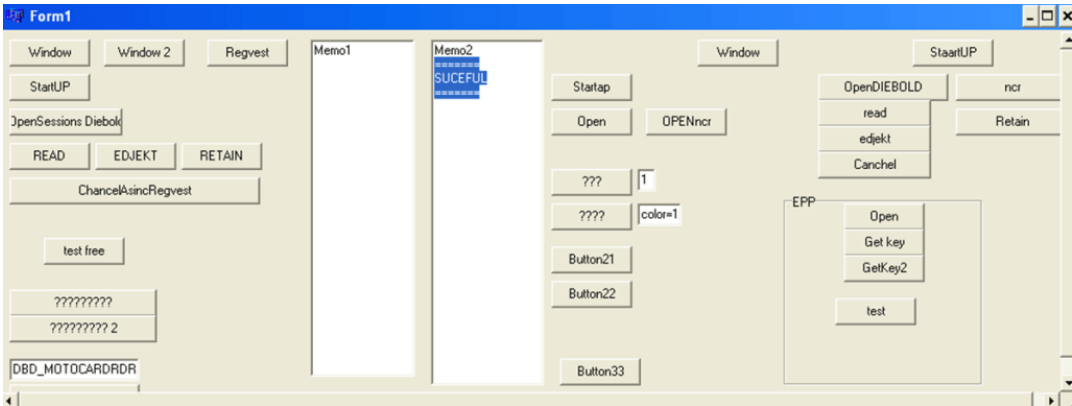 Form1
Window
Window 2
Regvest
StartUP
OpenSessions Diebold
READ
EDJEKT
RETAIN
ChancelAsincRegvest
test free
?????????
????????? 2
DBD_MOTOCARDRDR
Memo1
Memo2
=======
SUCEFUL
=======
Startap
Open
OPENncr
???
1
????
color=1
Button21
Button22
Button33
Window
StaartUP
OpenDIEBOLD
ncr
read
Retain
edjekt
Canchel
EPP
Open
Get key
GetKey2
test